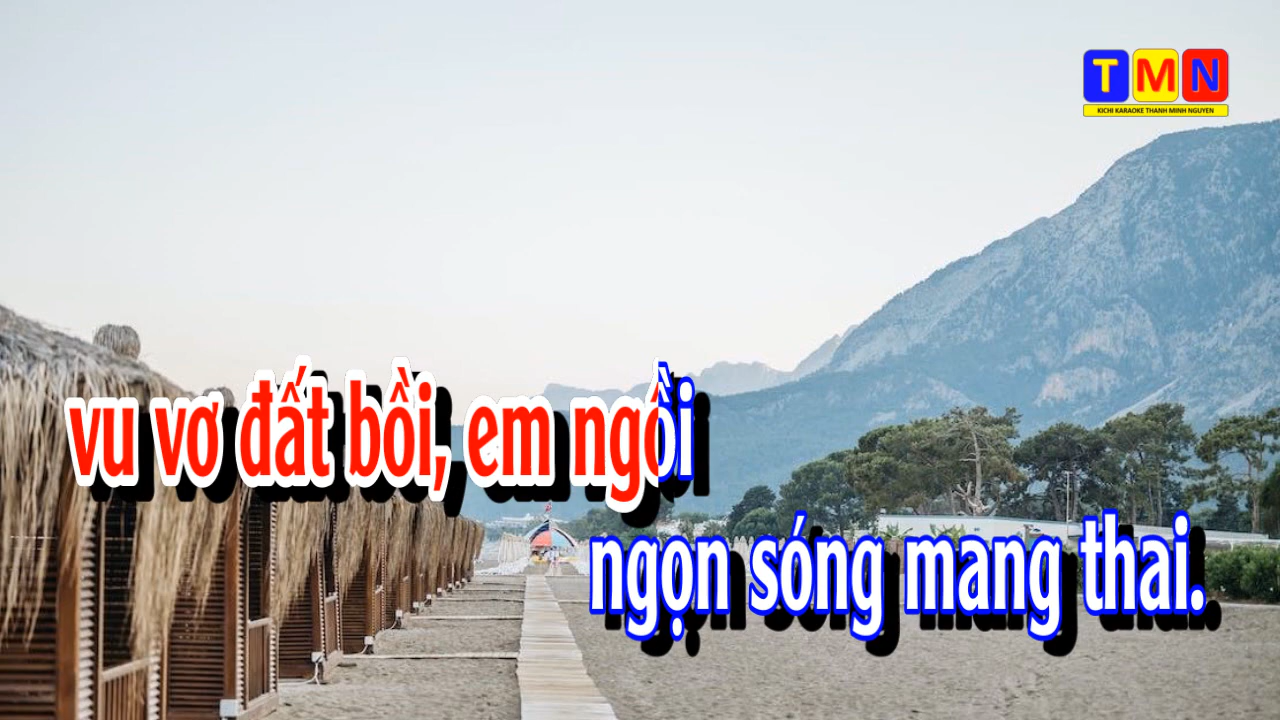 TMN
KICHI KARAOKE THANH MINH NGUYEN
vu vơ đất bồi, em ngồi
ngọn sóng mang thai.